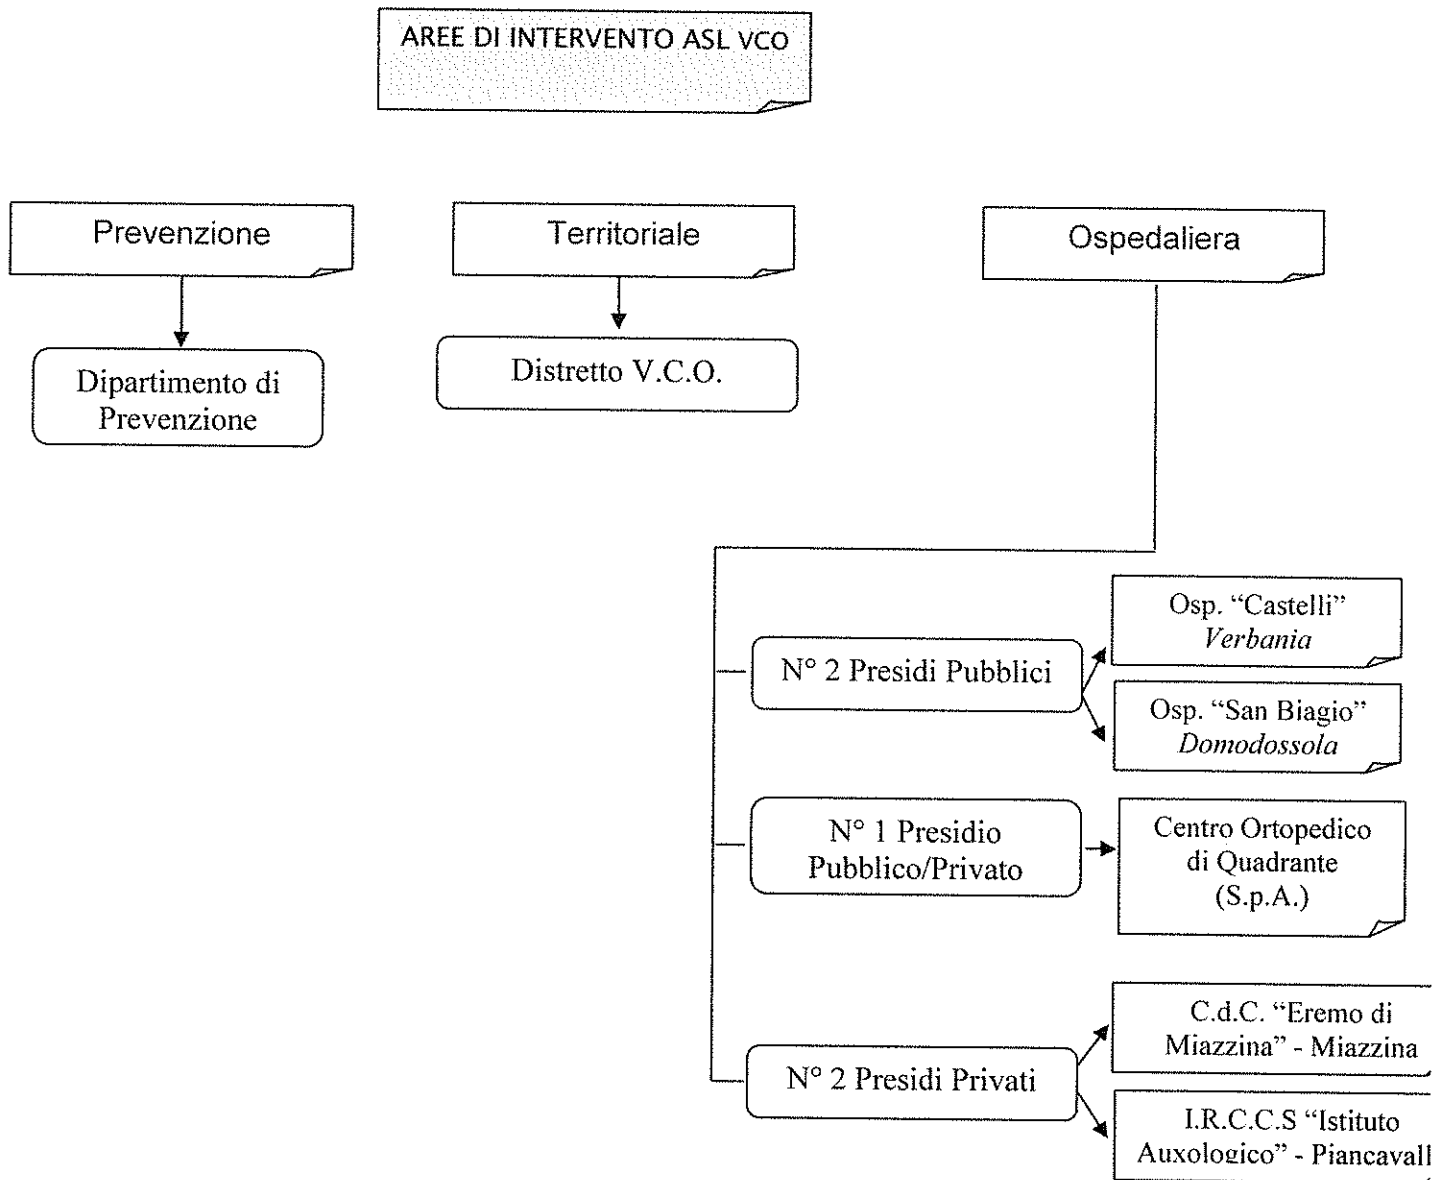 AREE DI INTERVENTO ASL VCO
Prevenzione
Territoriale
Ospedaliera
Dipartimento di
Prevenzione
Distretto V.C.O.
N° 2 Presidi Pubblici
Osp. “Castelli”
Verbania
Osp. “San Biagio”
Domodossola
N° 1 Presidio
Pubblico/Privato
Centro Ortopedico
di Quadrante
(S.p.A.)
N° 2 Presidi Privati
C.d.C. “Eremo di
Miazzina” - Miazzina
I.R.C.C.S “Istituto
Auxologico” - Piancavall